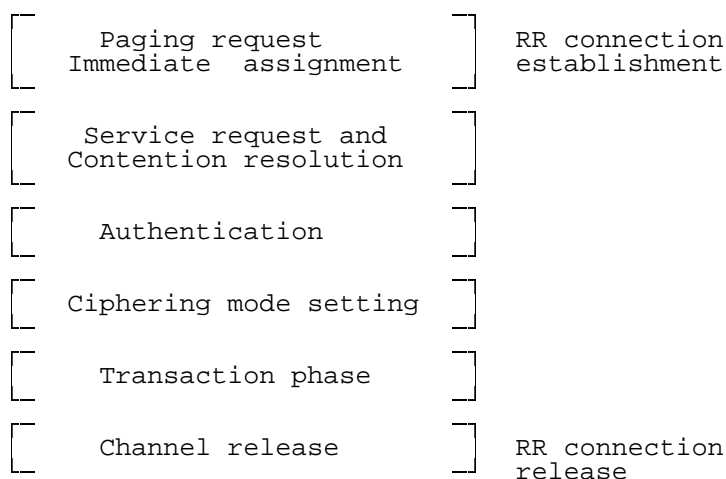 Paging request RR connection
Immediate assignment establishment
Service request and
Contention resolution
Authentication
Ciphering mode setting
Transaction phase
Channel release RR connection
release